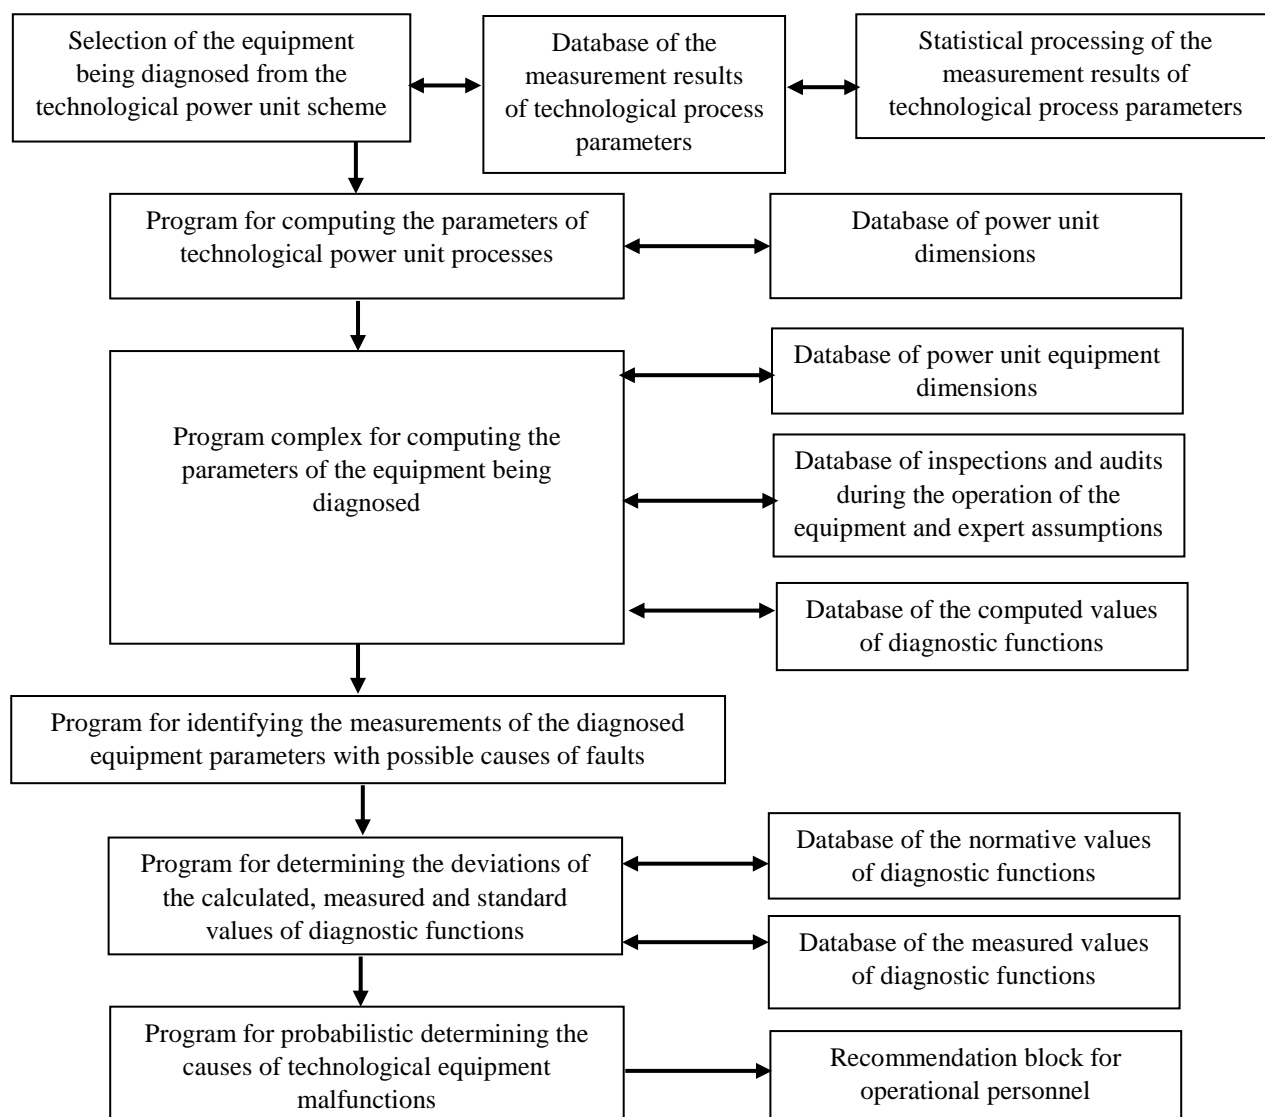 Selection of the equipment
being diagnosed from the
technological power unit scheme
Database of the
measurement results
of technological process
parameters
Statistical processing of the
measurement results of
technological process parameters
Program for computing the parameters of
technological power unit processes
Database of power unit
dimensions
Database of power unit equipment
dimensions
Program complex for computing the
parameters of the equipment being
diagnosed
Database of inspections and audits
during the operation of the
equipment and expert assumptions
Database of the computed values
of diagnostic functions
Program for identifying the measurements of the diagnosed
equipment parameters with possible causes of faults
Program for determining the deviations of
the calculated, measured and standard
values of diagnostic functions
Database of the normative values
of diagnostic functions
Database of the measured values
of diagnostic functions
Program for probabilistic determining the
causes of technological equipment
malfunctions
Recommendation block for
operational personnel